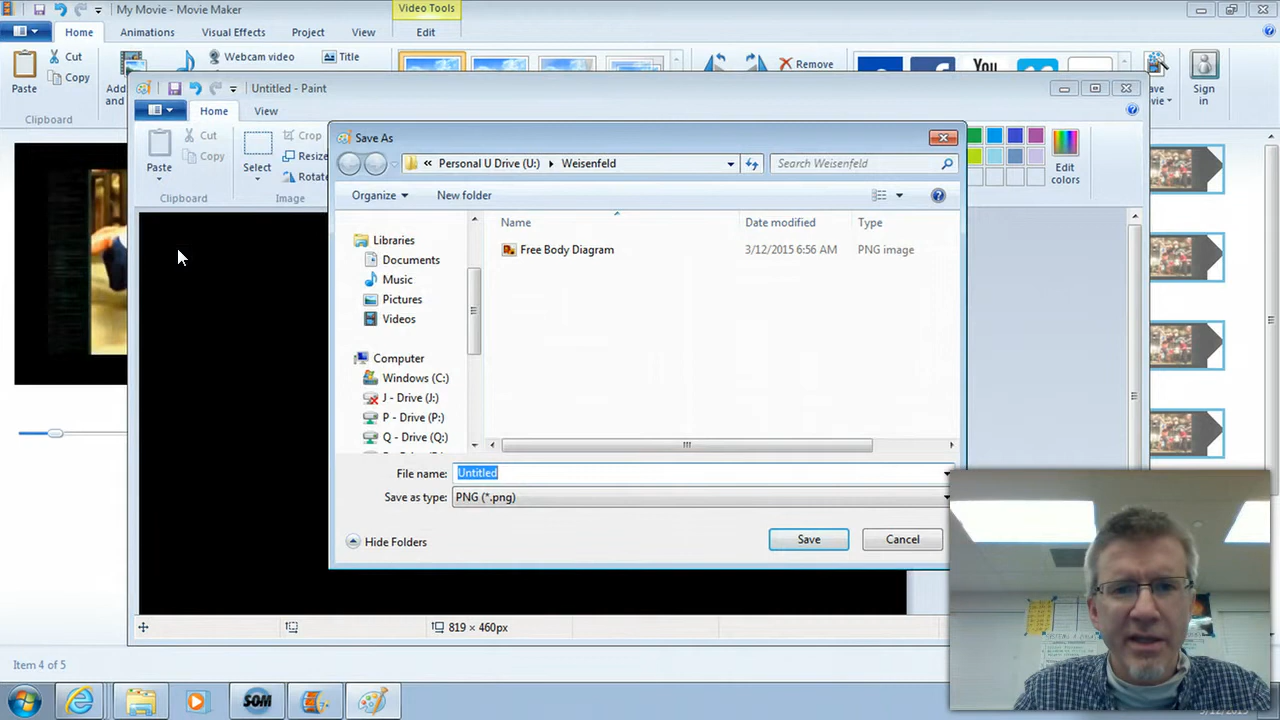 My Movie - Movie Maker
Video Tools
Home
Animations
Visual Effects
Project
View
Edit
Paste
Cut
Copy
Clipboard
Webcam video
Title
Remove
You
Sign
in
Untitled - Paint
Home
View
Paste
Cut
Copy
Clipboard
Select
Crop
Resize
Rotate
Image
Edit
colors
Save As
« Personal U Drive (U:) Weisenfeld
Search Weisenfeld
Organize
New folder
Name
Date modified
Type
Free Body Diagram
3/12/2015 6:56 AM
PNG image
Libraries
Documents
Music
Pictures
Videos
Computer
Windows (C:)
J - Drive (J:)
P - Drive (P:)
Q - Drive (Q:)
File name: Untitled
Save as type: PNG (*.png)
Hide Folders
Save
Cancel
819 × 460px
Item 4 of 5
SOM